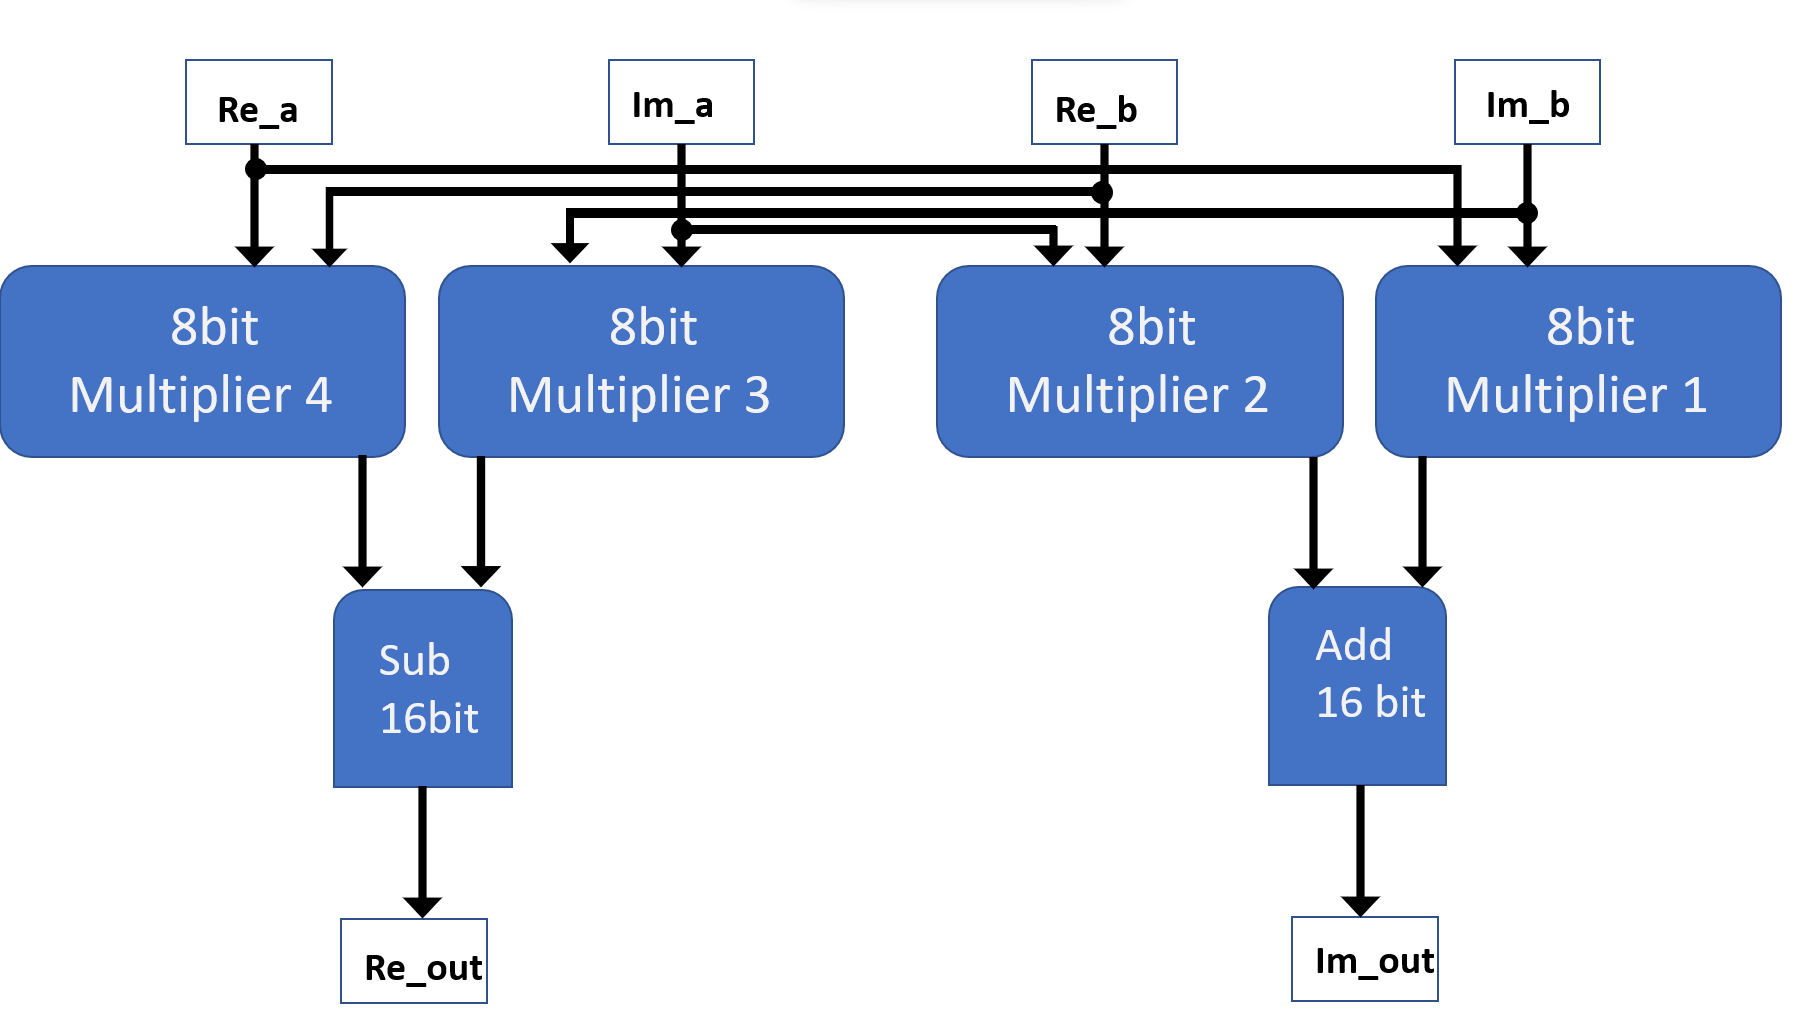 Re_a
Im_a
Re_b
Im_b
8bit
Multiplier 4
8bit
Multiplier 3
8bit
Multiplier 2
8bit
Multiplier 1
Sub
16bit
Add
16 bit
Re_out
Im_out